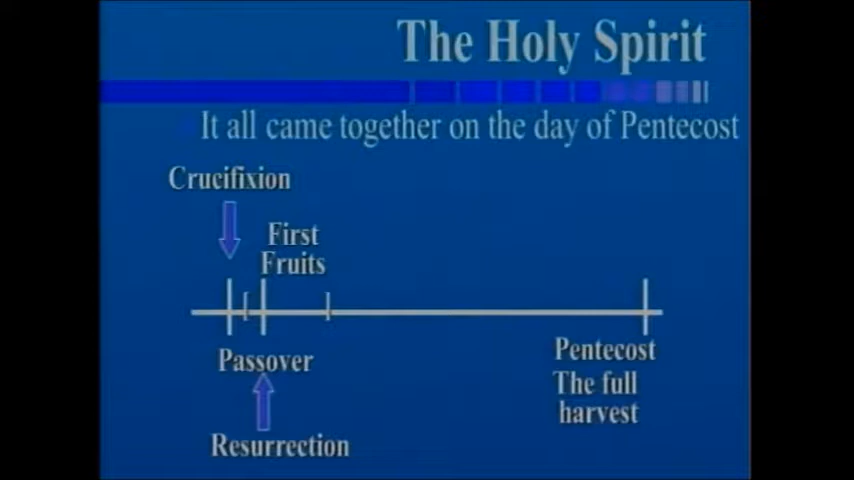 The Holy Spirit
It all came together on the day of Pentecost
Crucifixion
First
Fruits
Passover
Pentecost
The full
harvest
Resurrection